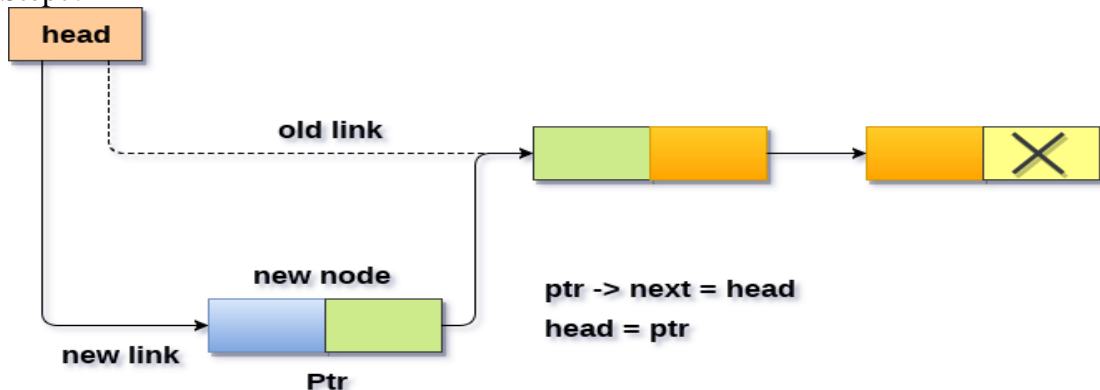 head
old link
new node
ptr -> next = head
head = ptr
new link
Ptr